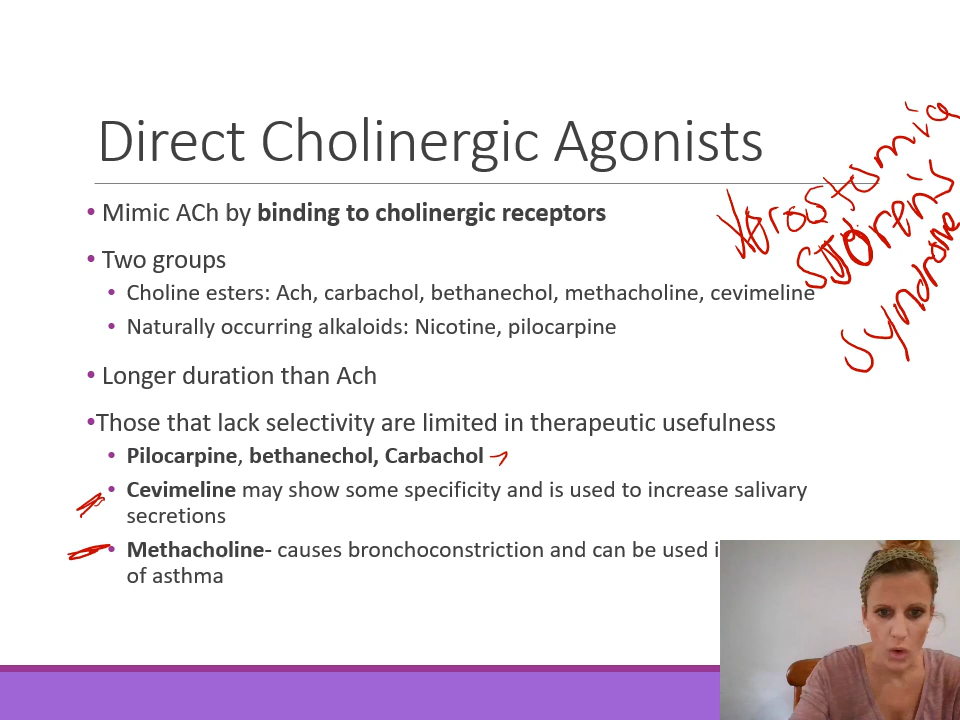 Direct Cholinergic Agonists
• Mimic ACh by binding to cholinergic receptors
• Two groups
• Choline esters: Ach, carbachol, bethanechol, methacholine, cevimeline
• Naturally occurring alkaloids: Nicotine, pilocarpine
• Longer duration than Ach
•Those that lack selectivity are limited in therapeutic usefulness
• Pilocarpine, bethanechol, Carbachol
• Cevimeline may show some specificity and is used to increase salivary
secretions
• Methacholine- causes bronchoconstriction and can be used
of asthma
Syndrome